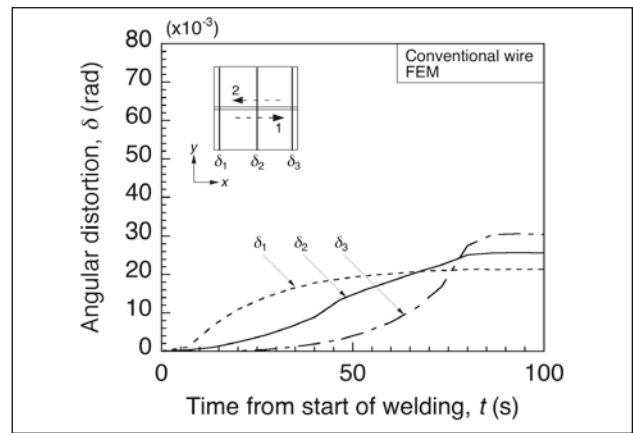 (x10⁻³)
80
70
60
50
40
30
20
10
0
Angular distortion, δ (rad)
Conventional wire
FEM
2
1
y
x
δ₁ δ₂ δ₃
δ₁ δ₂ δ₃
0 50 100
Time from start of welding, t (s)